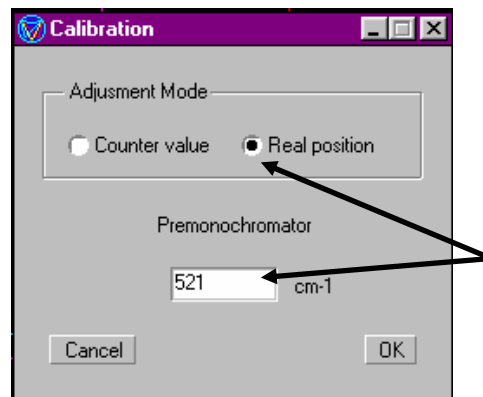 Calibration
Adjusment Mode
Counter value Real position
Premonochromator
521 cm-1
Cancel OK